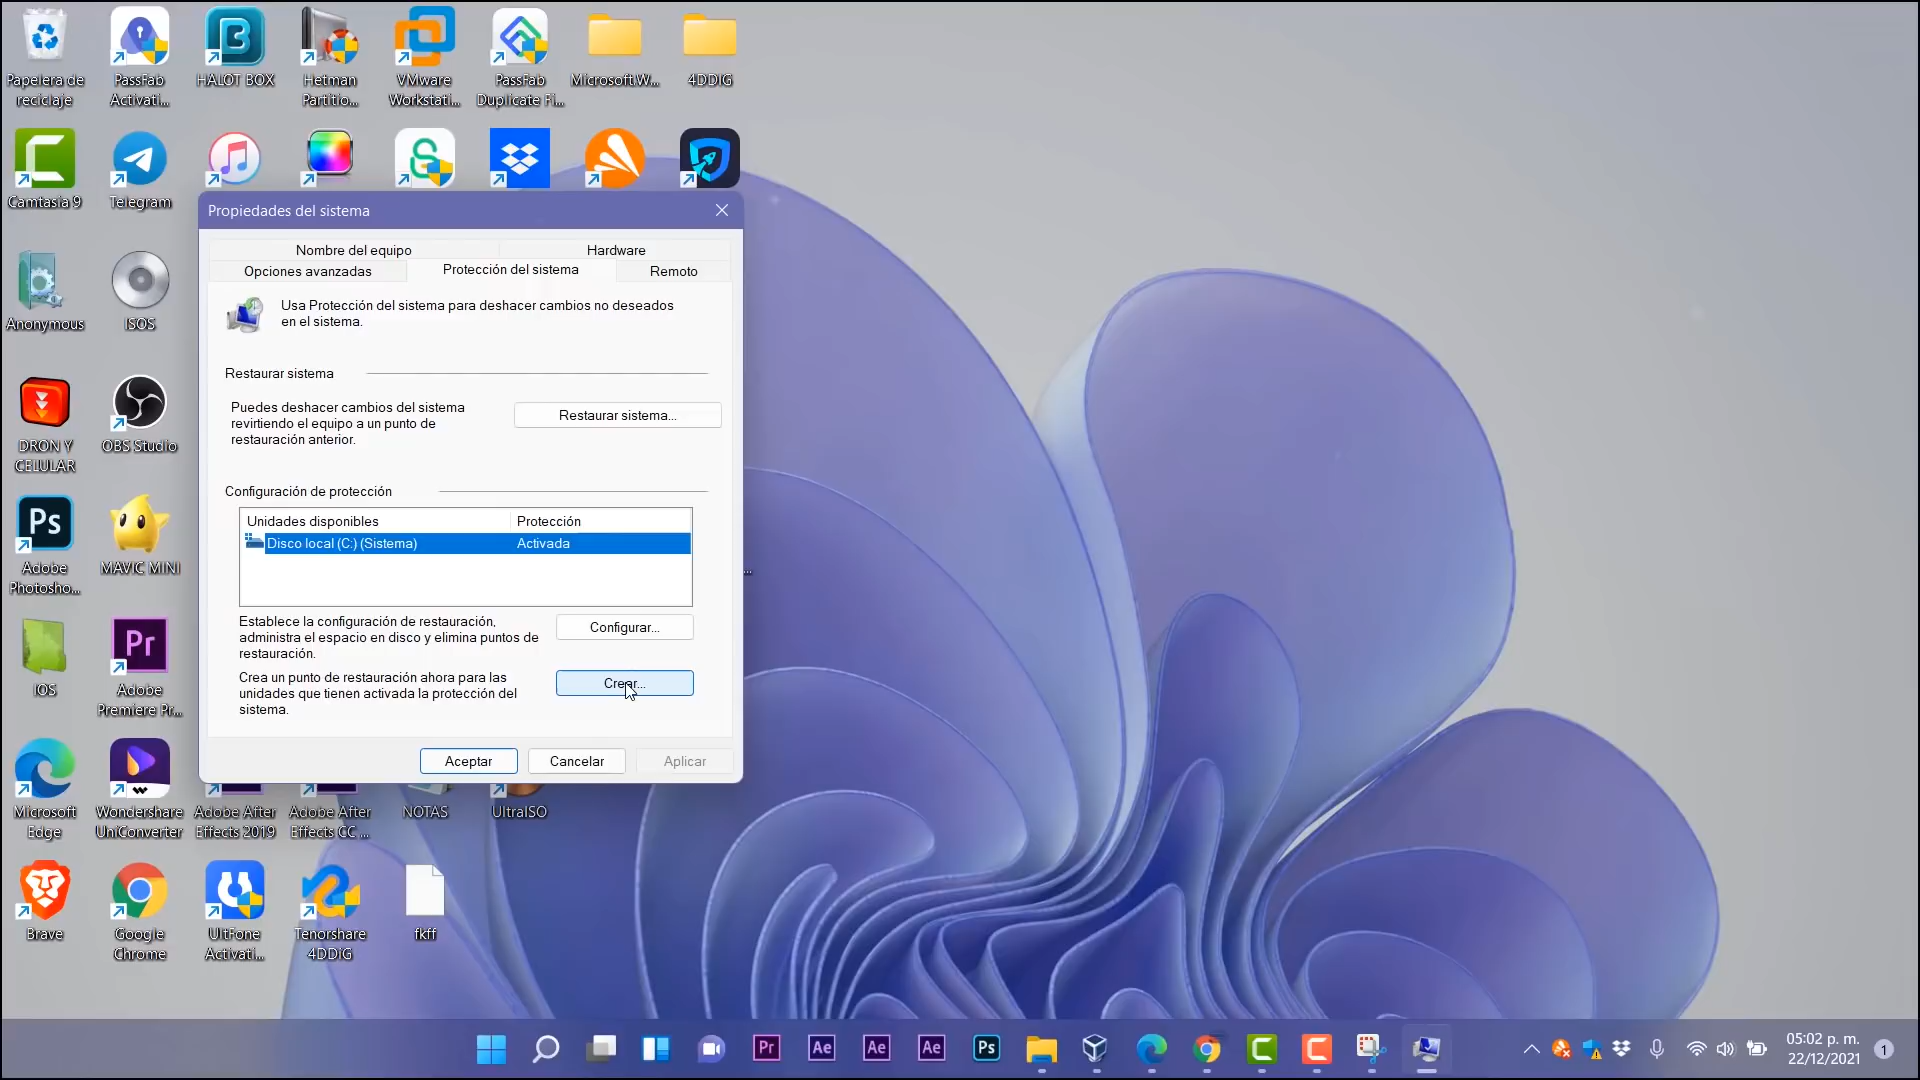 Papelera de
reciclaje
PassFab
Activati...
HALOT BOX
Hetman
Partitio...
VMware
Workstati...
PassFab
Duplicate Fi...
Microsoft.W...
4DDIG
Camtasia 9
Telegram
Anonymous
ISOS
DRON Y
CELULAR
OBS Studio
Adobe
Photosho...
MAVIC MINI
IOS
Adobe
Premiere Pr...
Microsoft
Edge
Wondershare
UniConverter
Adobe After
Effects 2019
Adobe After
Effects CC ...
NOTAS
UltraISO
Brave
Google
Chrome
UltFone
Activati...
Tenorshare
4DDiG
fkff
Propiedades del sistema
Nombre del equipo
Hardware
Opciones avanzadas
Protección del sistema
Remoto
Usa Protección del sistema para deshacer cambios no deseados
en el sistema.
Restaurar sistema
Puedes deshacer cambios del sistema
revirtiendo el equipo a un punto de
restauración anterior.
Restaurar sistema...
Configuración de protección
Unidades disponibles
Protección
Disco local (C:) (Sistema)
Activada
Establece la configuración de restauración,
administra el espacio en disco y elimina puntos de
restauración.
Configurar...
Crea un punto de restauración ahora para las
unidades que tienen activada la protección del
sistema.
Crear...
Aceptar
Cancelar
Aplicar
Ps
Pr
Pr
Ae
Ae
Ae
Ps
05:02 p. m.
22/12/2021
1